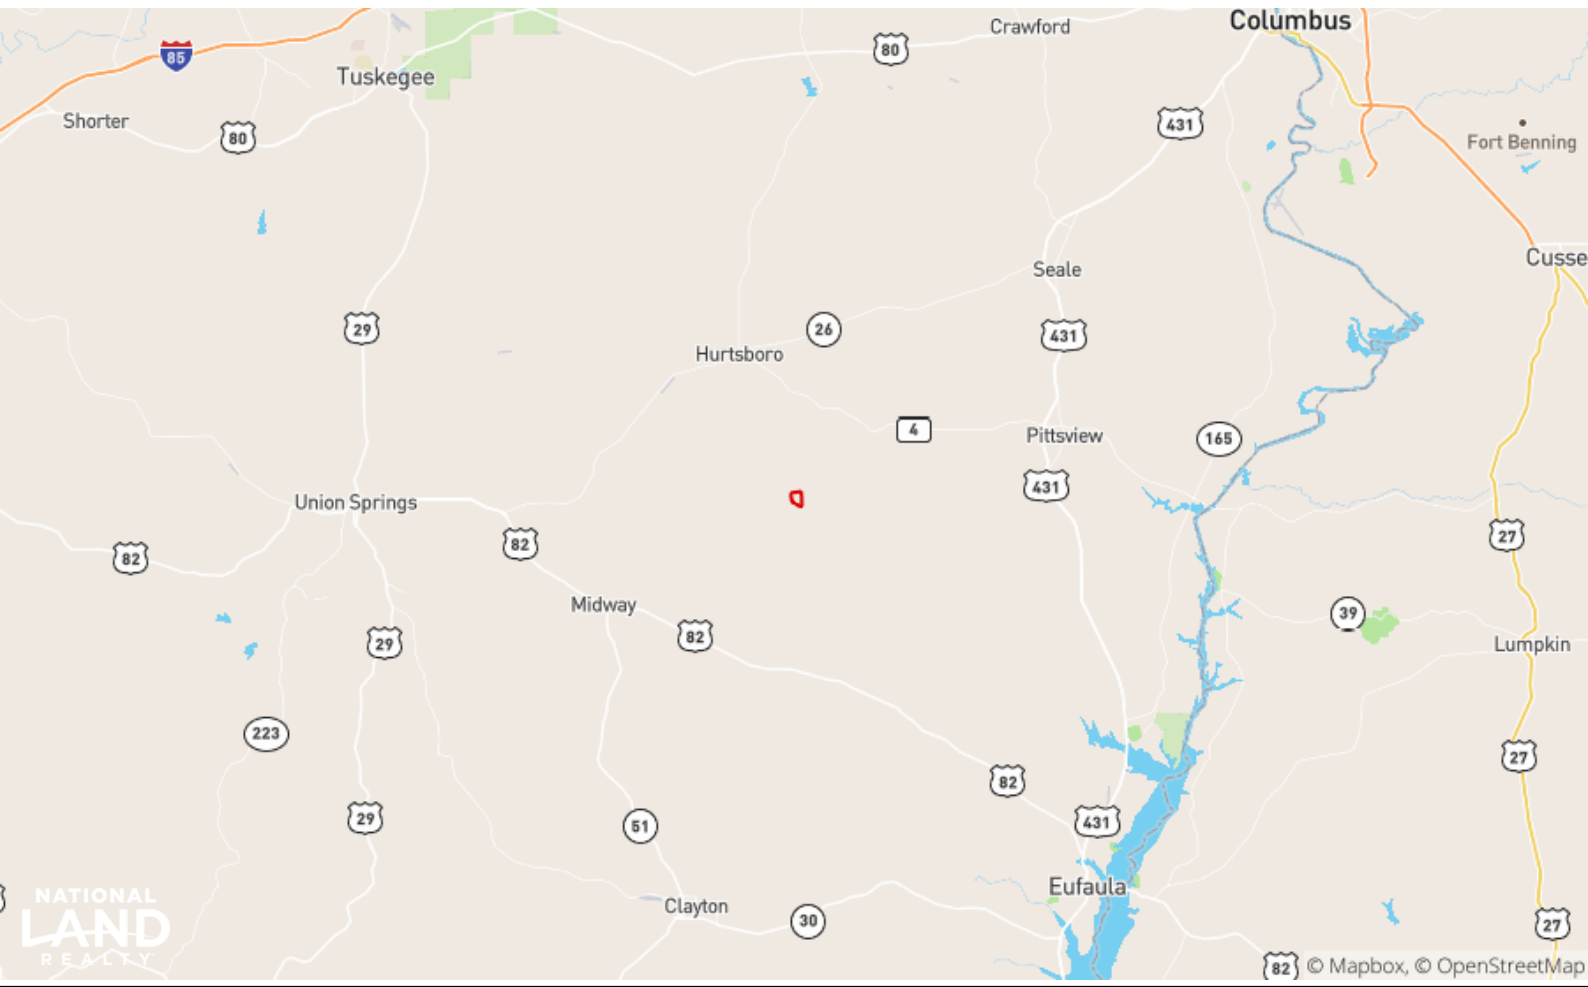 Columbus
Crawford
80
85
Tuskegee
Shorter
80
431
Fort Benning
Cusse
Seale
29
26
431
Hurtsboro
4
Pittsview
165
431
Union Springs
82
82
27
Midway
39
82
29
Lumpkin
223
27
82
29
51
431
Eufaula
NATIONAL
LAND
REALTY
Clayton
30
27
82
© Mapbox, © OpenStreetMap